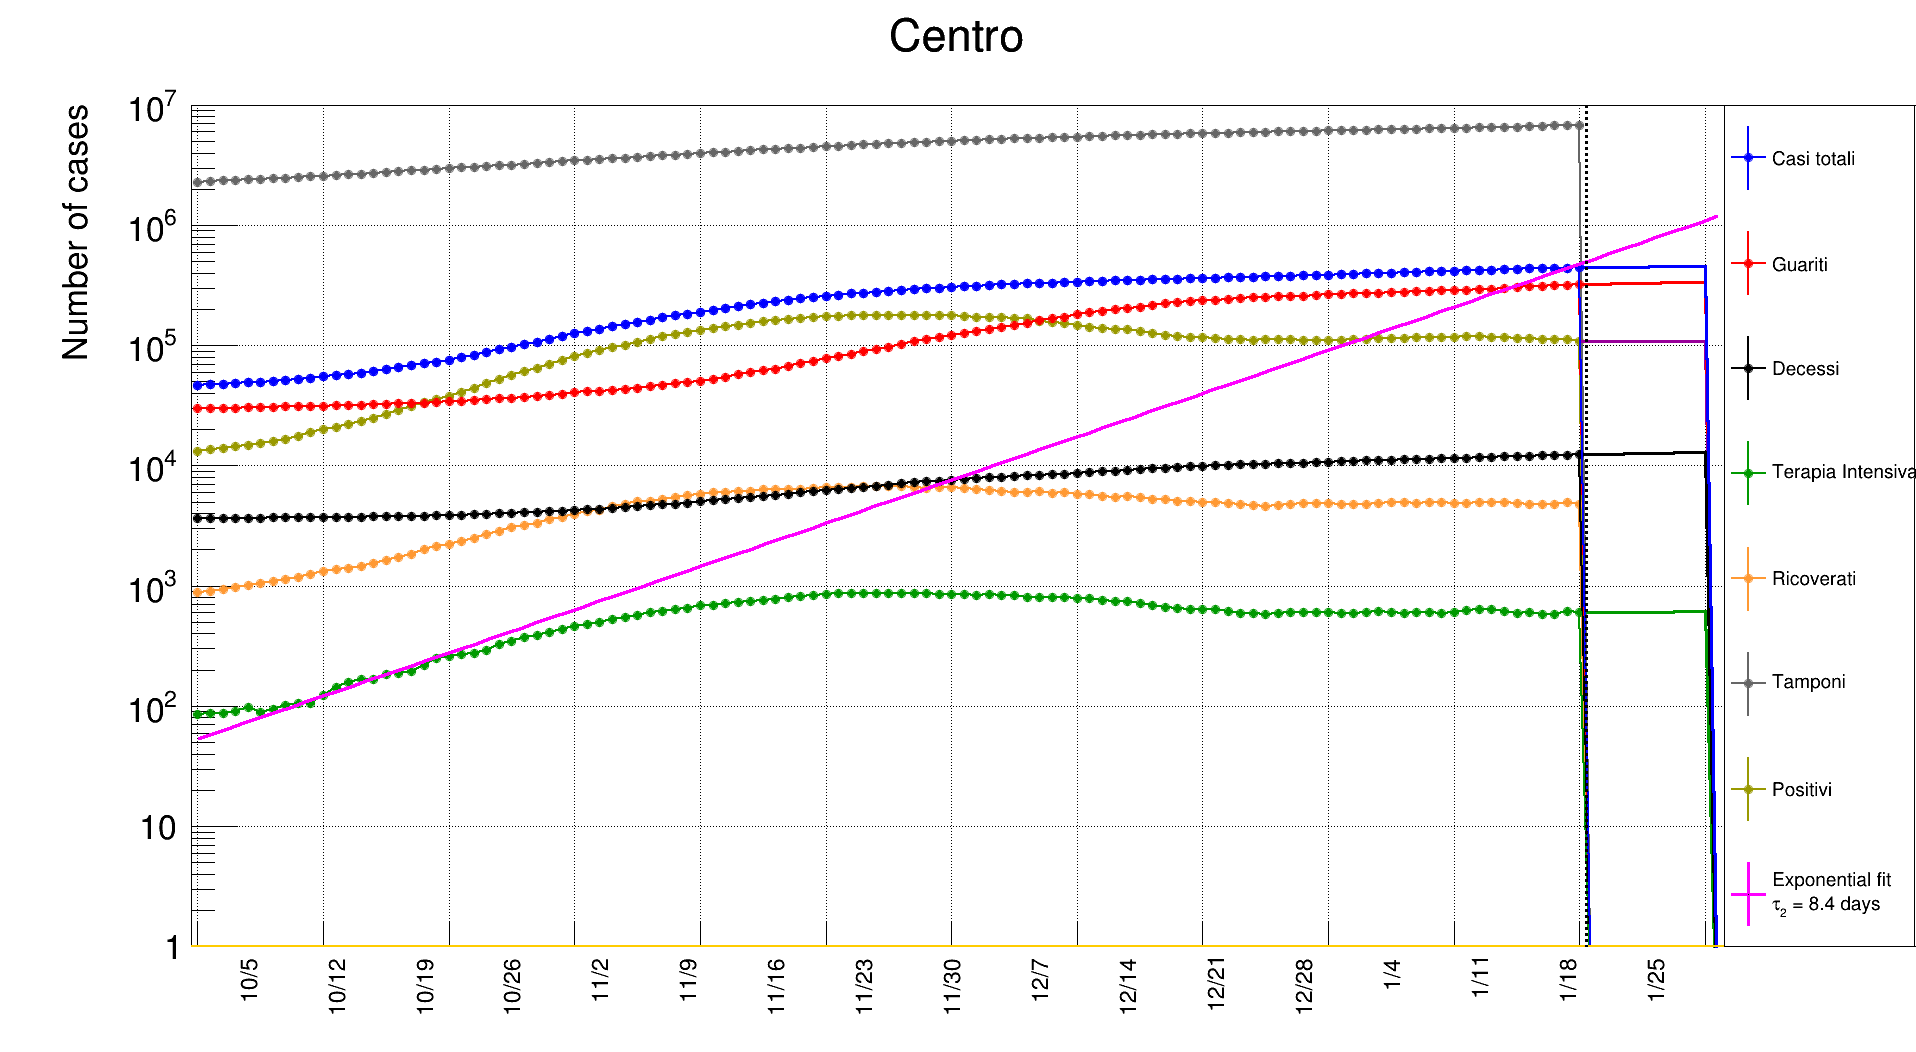 Centro
Number of cases
10^7
10^6
10^5
10^4
10^3
10^2
10
1
10/5
10/12
10/19
10/26
11/2
11/9
11/16
11/23
11/30
12/7
12/14
12/21
12/28
1/4
1/11
1/18
1/25
Casi totali
Guariti
Decessi
Terapia Intensiva
Ricoverati
Tamponi
Positivi
Exponential fit
τ₂ = 8.4 days